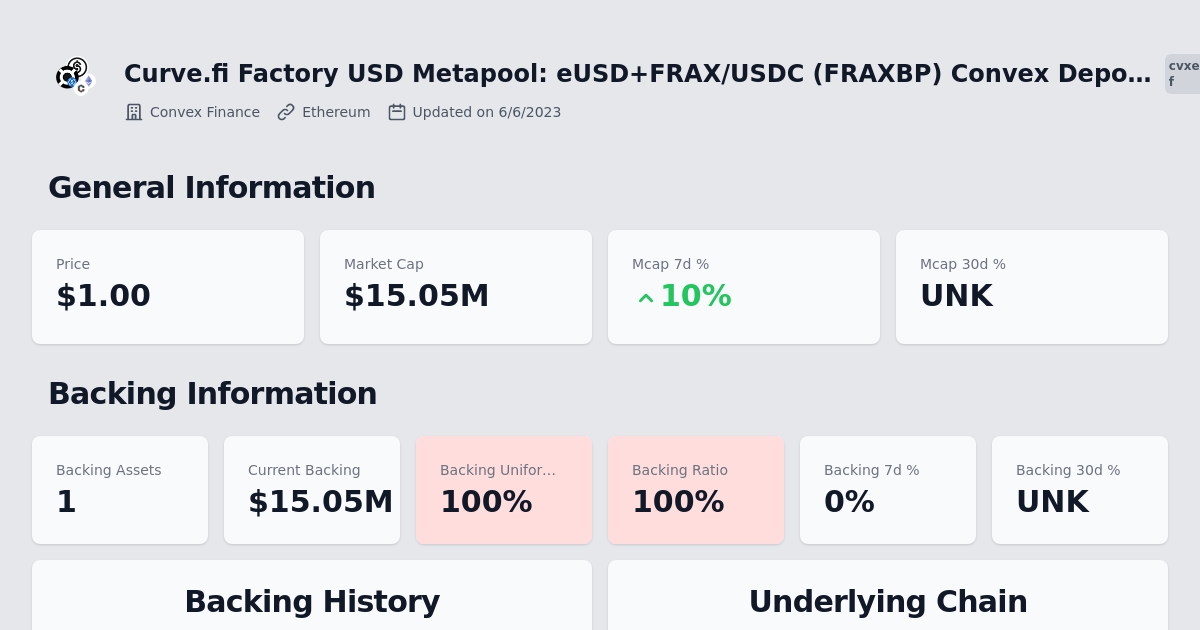 Curve.fi Factory USD Metapool: eUSD+FRAX/USDC (FRAXBP) Convex Depo…
cvxe
f
Convex Finance Ethereum Updated on 6/6/2023
General Information
Price
$1.00
Market Cap
$15.05M
Mcap 7d %
10%
Mcap 30d %
UNK
Backing Information
Backing Assets
1
Current Backing
$15.05M
Backing Unifor…
100%
Backing Ratio
100%
Backing 7d %
0%
Backing 30d %
UNK
Backing History
Underlying Chain